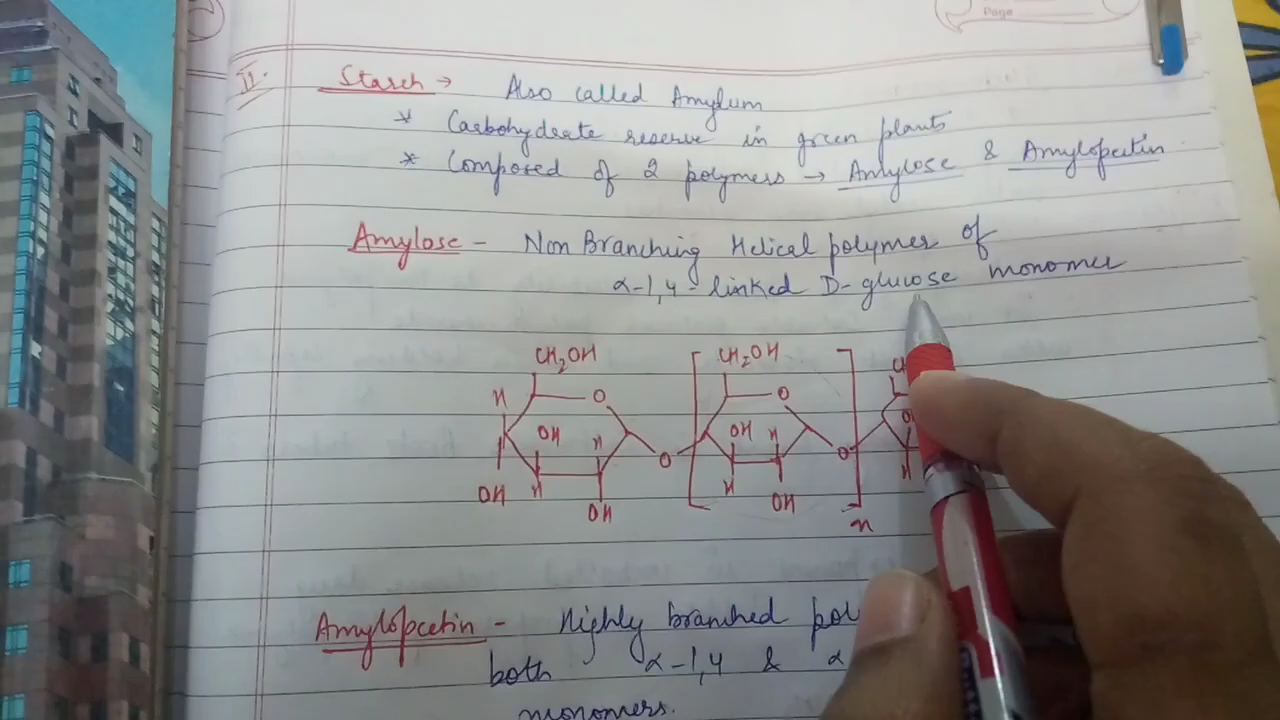 Page
II.
Starch → Also called Amylum
* Carbohydrate reserve in green plants
* Composed of 2 polymers → Amylose & Amylopectin
Amylose - Non Branching Helical polymer of
α-1,4-linked D-glucose monomer
CH₂OH CH₂OH
H O O
OH H OH H
O O
OH H H OH
OH n
H
Amylopectin - Highly branched
both α-1,4 & α
monomers.